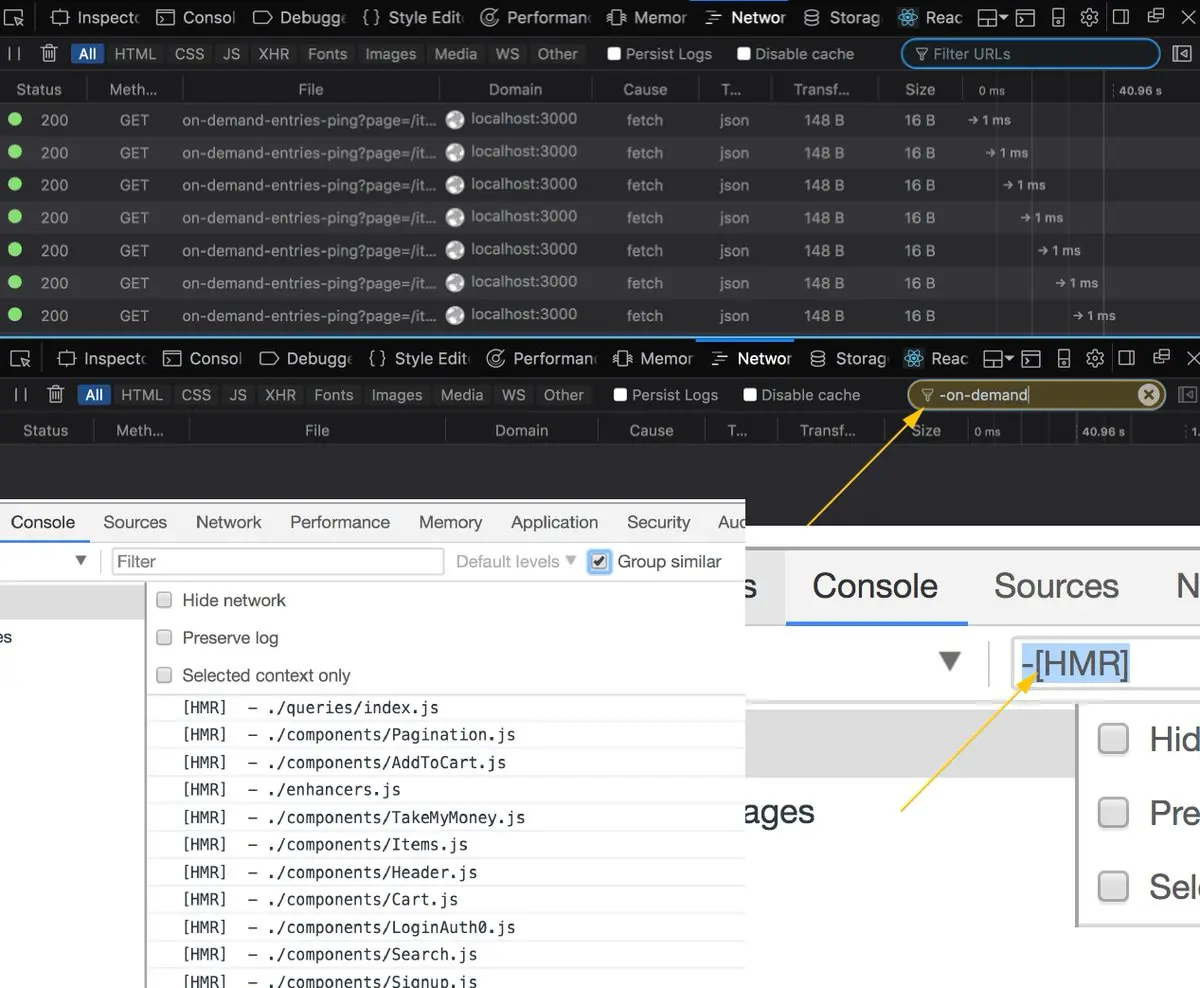 Inspecto Consol Debugge { } Style Edit Performan Memor Networ Storag Reac
All HTML CSS JS XHR Fonts Images Media WS Other Persist Logs Disable cache Filter URLs
Status Meth... File Domain Cause T... Transf... Size 0 ms 40.96 s
200 GET on-demand-entries-ping?page=/it... localhost:3000 fetch json 148 B 16 B → 1 ms
200 GET on-demand-entries-ping?page=/it... localhost:3000 fetch json 148 B 16 B → 1 ms
200 GET on-demand-entries-ping?page=/it... localhost:3000 fetch json 148 B 16 B → 1 ms
200 GET on-demand-entries-ping?page=/it... localhost:3000 fetch json 148 B 16 B → 1 ms
200 GET on-demand-entries-ping?page=/it... localhost:3000 fetch json 148 B 16 B → 1 ms
200 GET on-demand-entries-ping?page=/it... localhost:3000 fetch json 148 B 16 B → 1 ms
200 GET on-demand-entries-ping?page=/it... localhost:3000 fetch json 148 B 16 B → 1 ms
Inspecto Consol Debugge { } Style Edit Performan Memor Networ Storag Reac
All HTML CSS JS XHR Fonts Images Media WS Other Persist Logs Disable cache -on-demand
Status Meth... File Domain Cause T... Transf... Size 0 ms 40.96 s 1.
Console Sources Network Performance Memory Application Security Aud
Filter Default levels Group similar
Hide network
es
Preserve log
Selected context only
[HMR] – ./queries/index.js
[HMR] – ./components/Pagination.js
[HMR] – ./components/AddToCart.js
[HMR] – ./enhancers.js
[HMR] – ./components/TakeMyMoney.js
[HMR] – ./components/Items.js
[HMR] – ./components/Header.js
[HMR] – ./components/Cart.js
[HMR] – ./components/LoginAuth0.js
[HMR] – ./components/Search.js
[HMR] – ./components/Signup.js
s Console Sources N
-[HMR]
Hid
ages Pre
Sele